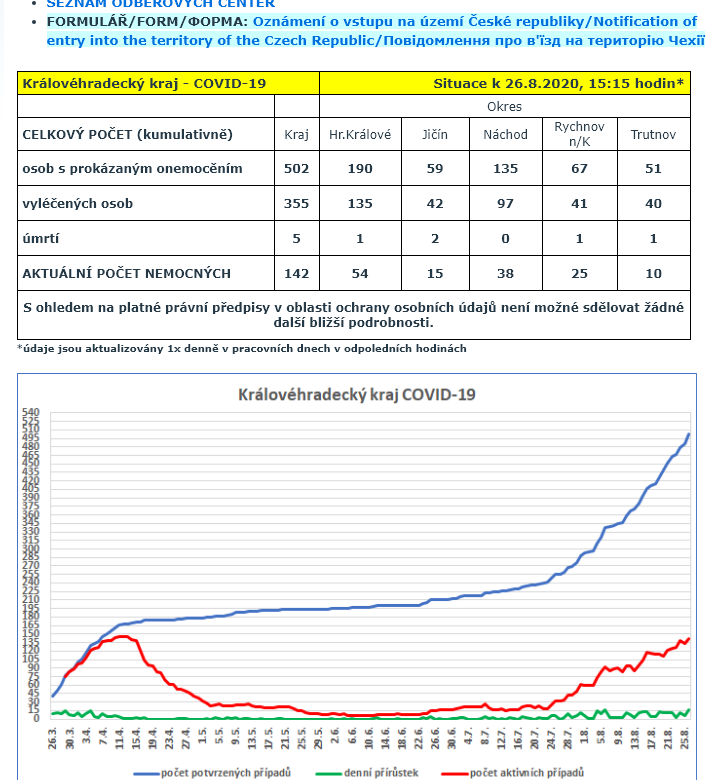 SEZNAM ODBĚROVÝCH CENTER
FORMULÁŘ/FORM/ФОРМА: Oznámení o vstupu na území České republiky/Notification of
entry into the territory of the Czech Republic/Повідомлення про в'їзд на територію Чехії
Královéhradecký kraj - COVID-19 Situace k 26.8.2020, 15:15 hodin*
Okres
CELKOVÝ POČET (kumulativně) Kraj Hr.Králové Jičín Náchod Rychnov n/K Trutnov
osob s prokázaným onemocněním 502 190 59 135 67 51
vyléčených osob 355 135 42 97 41 40
úmrtí 5 1 2 0 1 1
AKTUÁLNÍ POČET NEMOCNÝCH 142 54 15 38 25 10
S ohledem na platné právní předpisy v oblasti ochrany osobních údajů není možné sdělovat žádné
další bližší podrobnosti.
*údaje jsou aktualizovány 1x denně v pracovních dnech v odpoledních hodinách
Královéhradecký kraj COVID-19
540
525
510
495
480
465
450
435
420
405
390
375
360
345
330
315
300
285
270
255
240
225
210
195
180
165
150
135
120
105
90
75
60
45
30
15
0
26.3. 30.3. 3.4. 7.4. 11.4. 15.4. 19.4. 23.4. 27.4. 1.5. 5.5. 9.5. 13.5. 17.5. 21.5. 25.5. 29.5. 2.6. 6.6. 10.6. 14.6. 18.6. 22.6. 26.6. 30.6. 4.7. 8.7. 12.7. 16.7. 20.7. 24.7. 28.7. 1.8. 5.8. 9.8. 13.8. 17.8. 21.8. 25.8.
počet potvrzených případů denní přírůstek počet aktivních případů